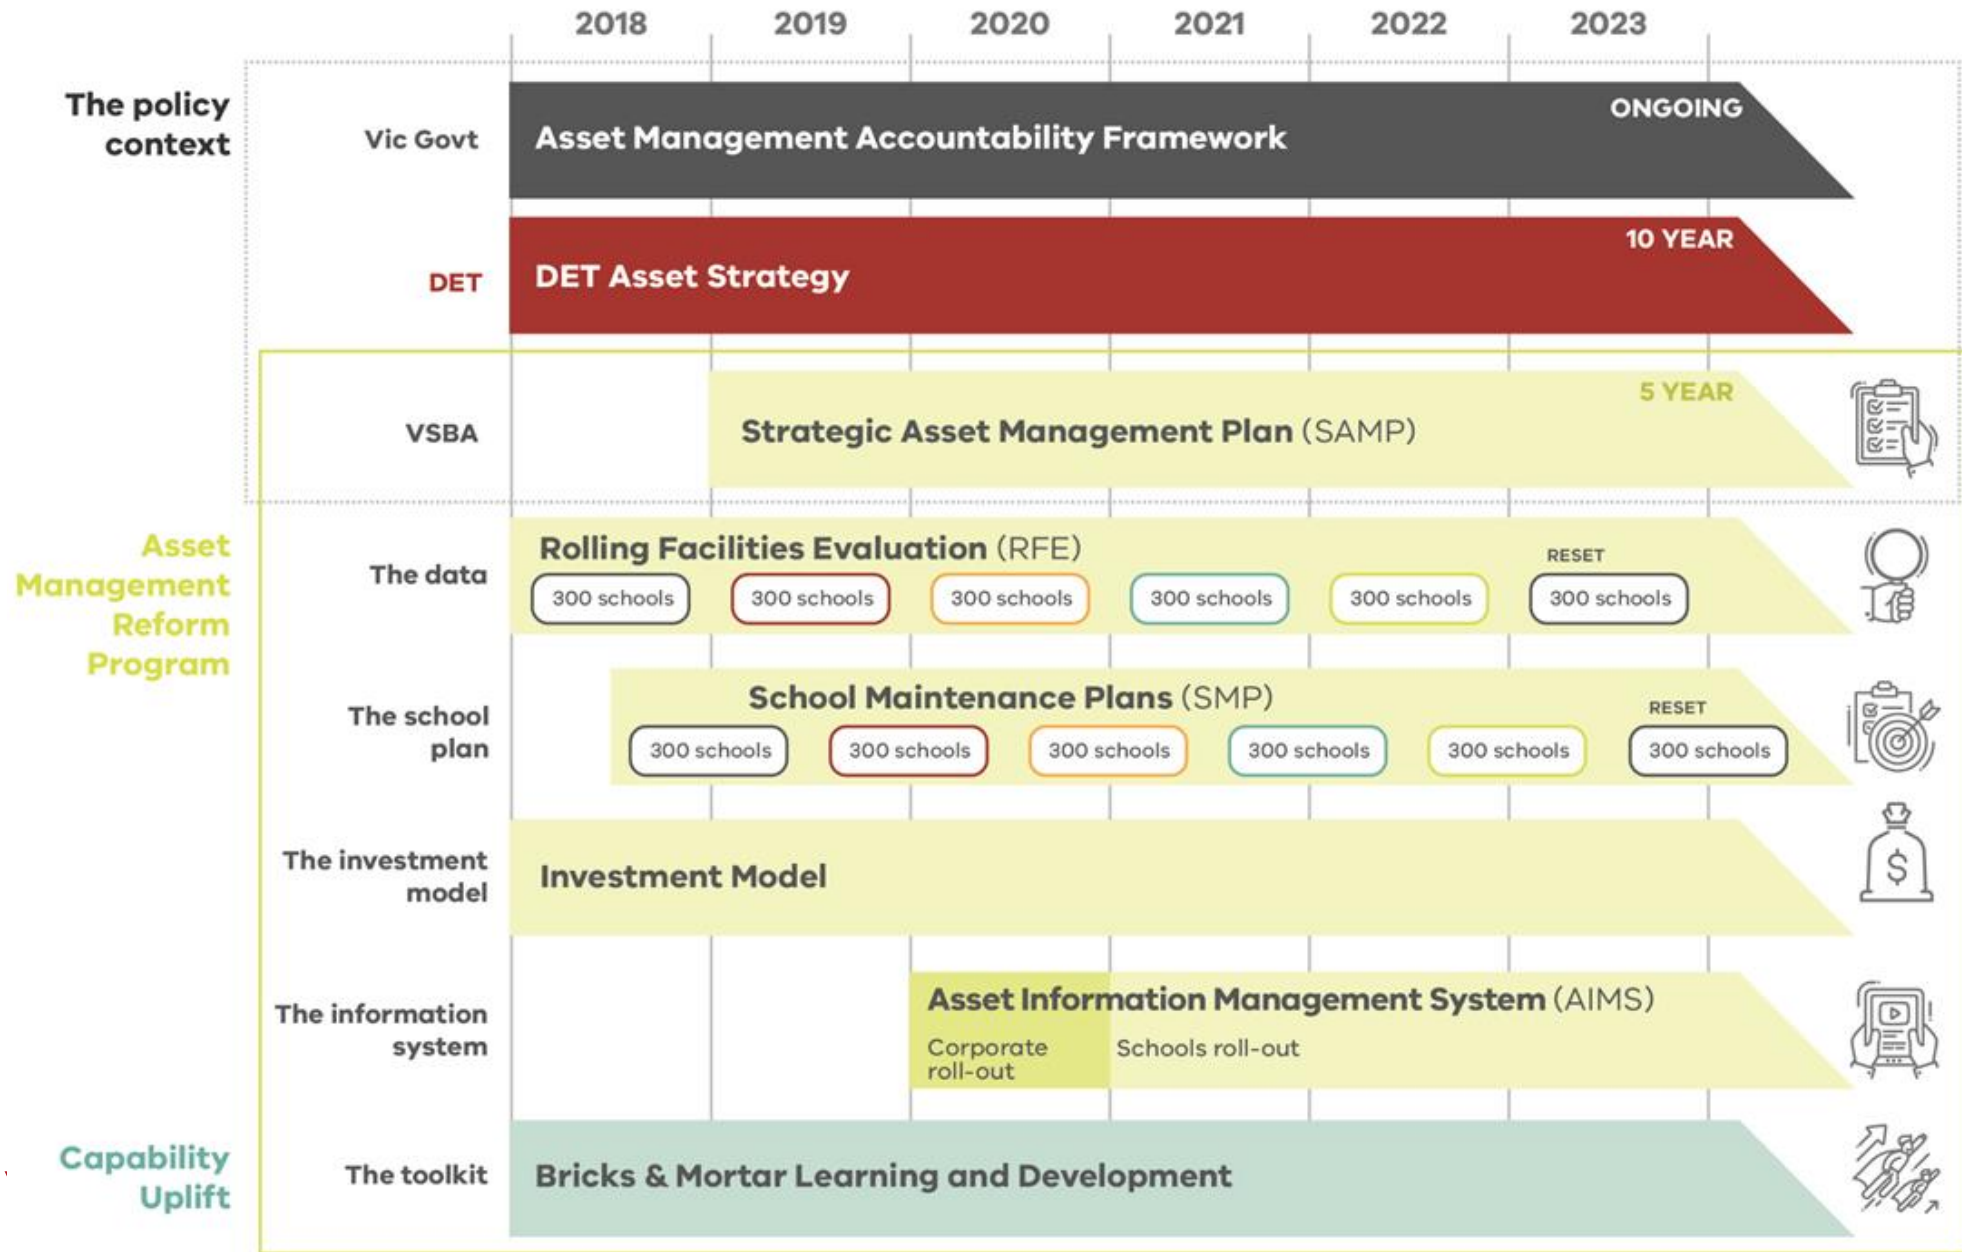 2018 2019 2020 2021 2022 2023
The policy
context
Vic Govt
Asset Management Accountability Framework
ONGOING
DET
DET Asset Strategy
10 YEAR
VSBA
Strategic Asset Management Plan (SAMP)
5 YEAR
Asset
Management
Reform
Program
The data
Rolling Facilities Evaluation (RFE)
RESET
300 schools 300 schools 300 schools 300 schools 300 schools 300 schools
The school
plan
School Maintenance Plans (SMP)
RESET
300 schools 300 schools 300 schools 300 schools 300 schools 300 schools
The investment
model
Investment Model
$
The information
system
Asset Information Management System (AIMS)
Corporate
roll-out
Schools roll-out
Capability
Uplift
The toolkit
Bricks & Mortar Learning and Development